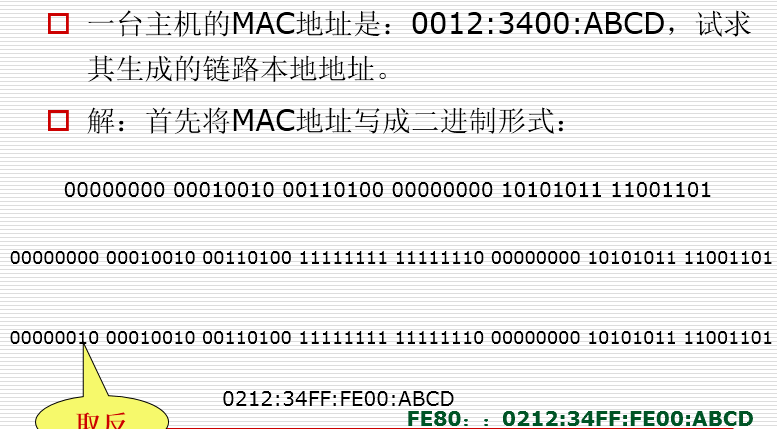 一台主机的MAC地址是：0012:3400:ABCD，试求
其生成的链路本地地址。
解：首先将MAC地址写成二进制形式：
00000000 00010010 00110100 00000000 10101011 11001101
00000000 00010010 00110100 11111111 11111110 00000000 10101011 11001101
00000010 00010010 00110100 11111111 11111110 00000000 10101011 11001101
0212:34FF:FE00:ABCD
取反
FE80：：0212:34FF:FE00:ABCD